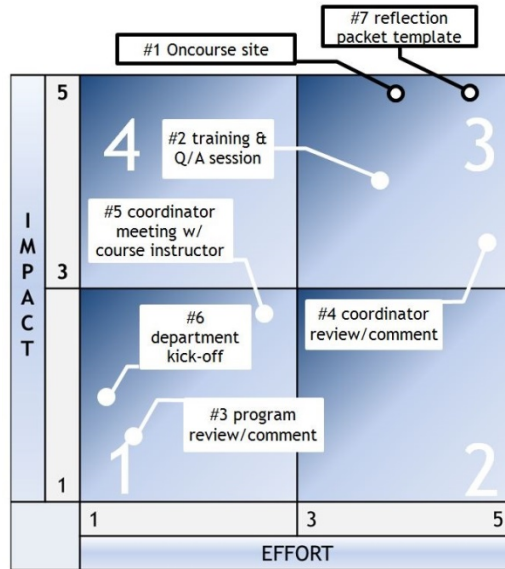 #7 reflection
packet template
#1 Oncourse site
5
4
3
#2 training &
Q/A session
#5 coordinator
meeting w/
course instructor
IMPACT
3
#6
department
kick-off
#4 coordinator
review/comment
#3 program
review/comment
1
1
2
1
3
5
EFFORT